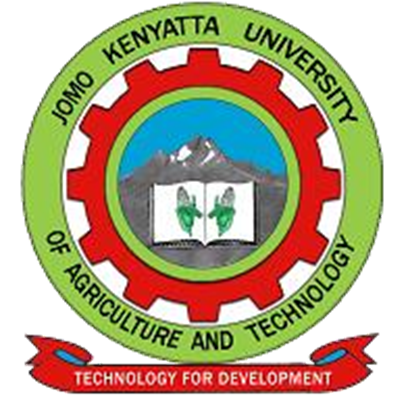 JOMO KENYATTA UNIVERSITY
OF AGRICULTURE AND TECHNOLOGY
TECHNOLOGY FOR DEVELOPMENT